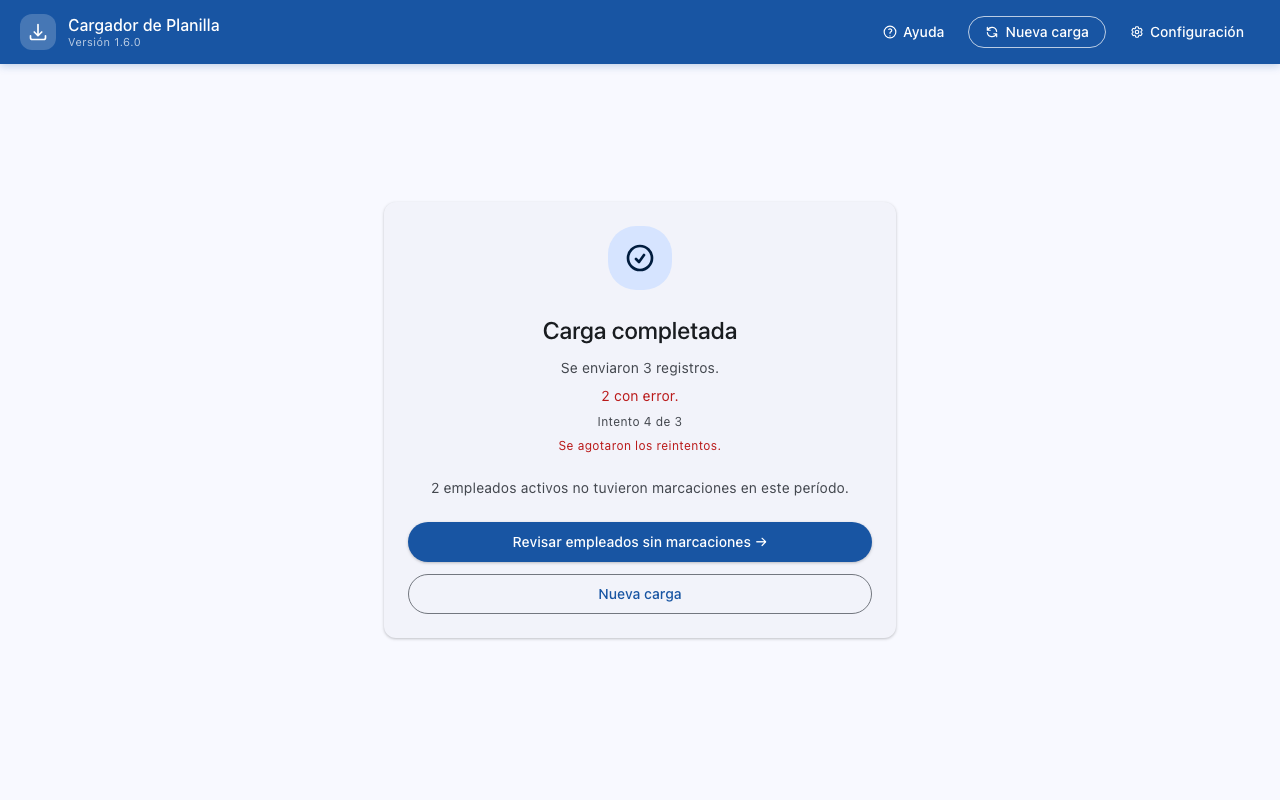 Cargador de Planilla
Versión 1.6.0
Ayuda
Nueva carga
Configuración
Carga completada
Se enviaron 3 registros.
2 con error.
Intento 4 de 3
Se agotaron los reintentos.
2 empleados activos no tuvieron marcaciones en este período.
Revisar empleados sin marcaciones →
Nueva carga